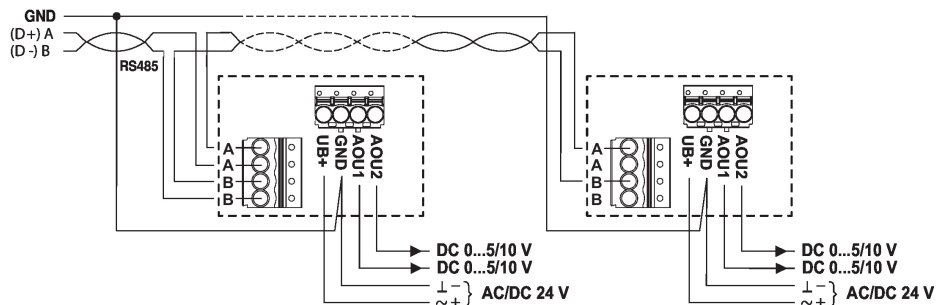 GND
(D+) A
(D -) B
RS485
UB+
GND
AOU1
AOU2
A
A
B
B
DC 0...5/10 V
DC 0...5/10 V
⊥ −
~ + } AC/DC 24 V
UB+
GND
AOU1
AOU2
A
A
B
B
DC 0...5/10 V
DC 0...5/10 V
⊥ −
~ + } AC/DC 24 V